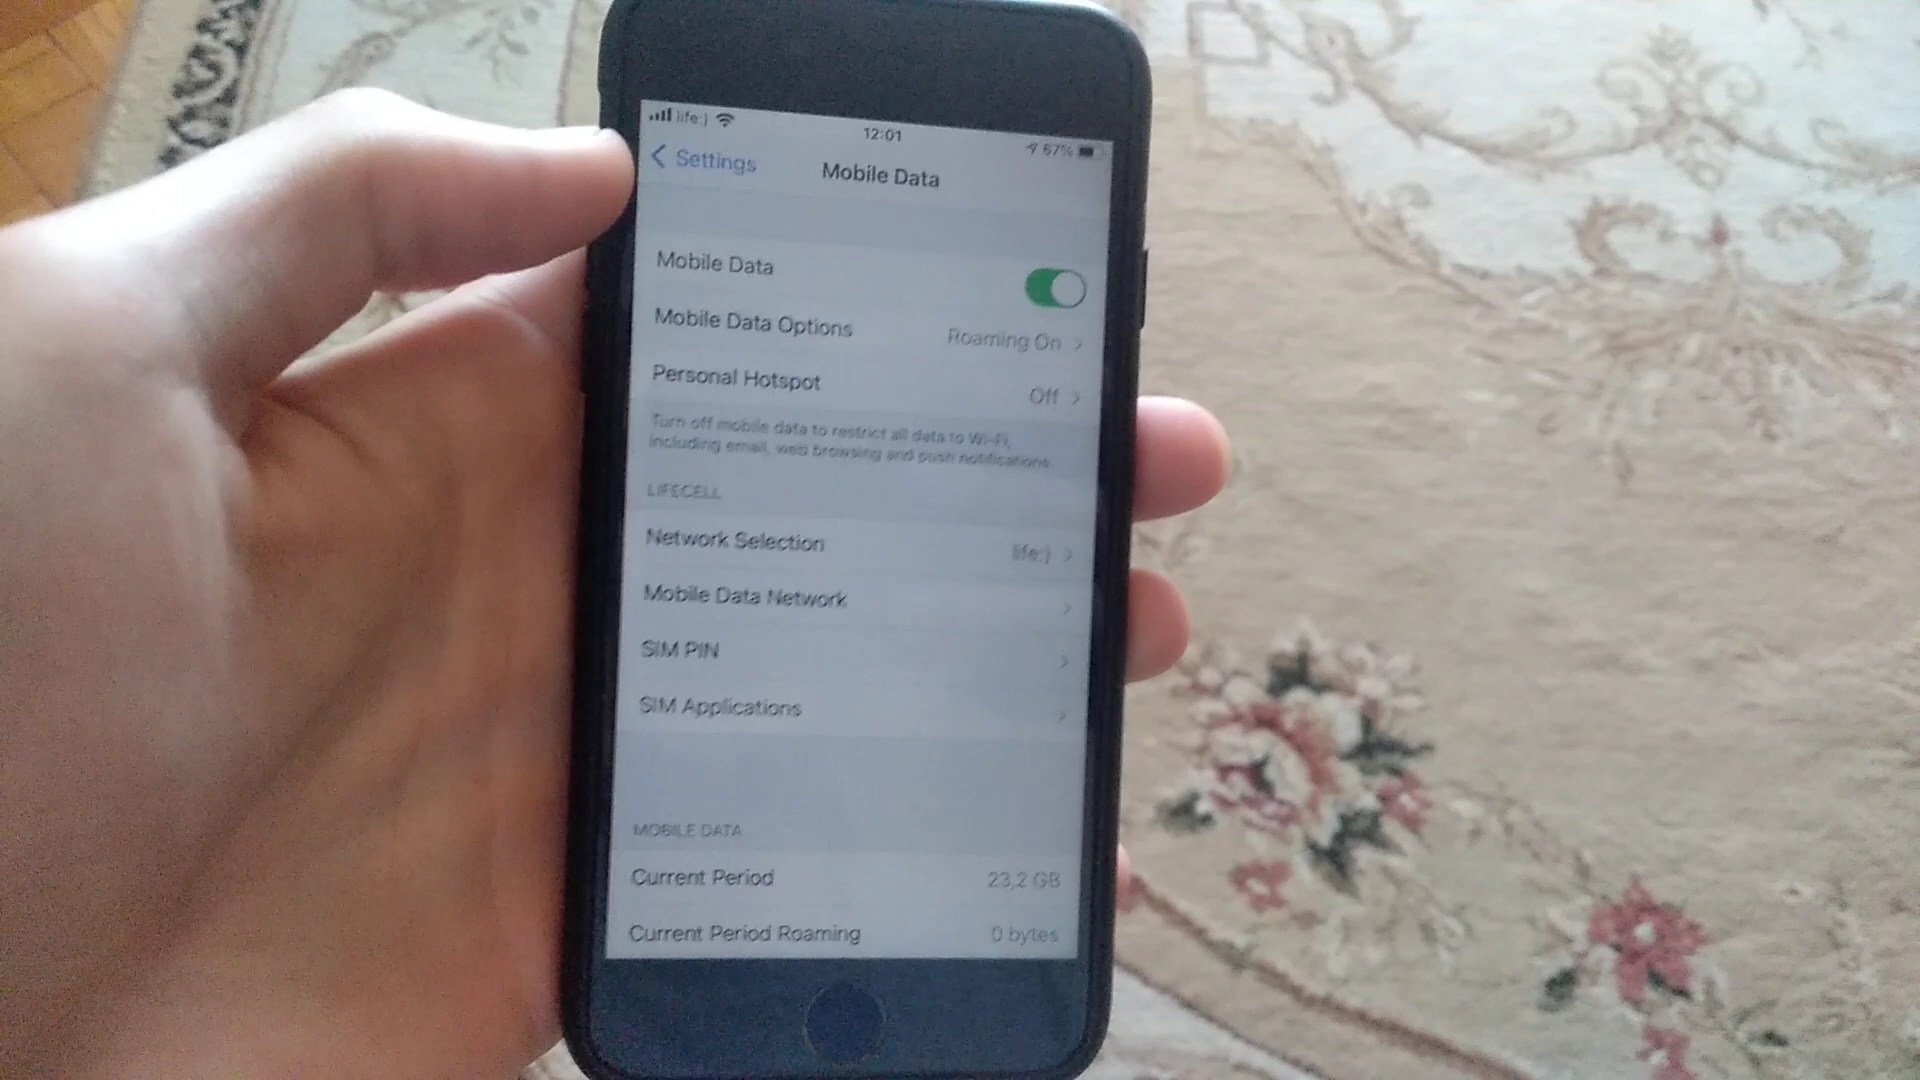 life:)
12:01
67%
Settings
Mobile Data
Mobile Data
Mobile Data Options
Roaming On
Personal Hotspot
Off
Turn off mobile data to restrict all data to Wi-Fi,
including email, web browsing and push notifications.
LIFECELL
Network Selection
life:)
Mobile Data Network
SIM PIN
SIM Applications
MOBILE DATA
Current Period
23,2 GB
Current Period Roaming
0 bytes